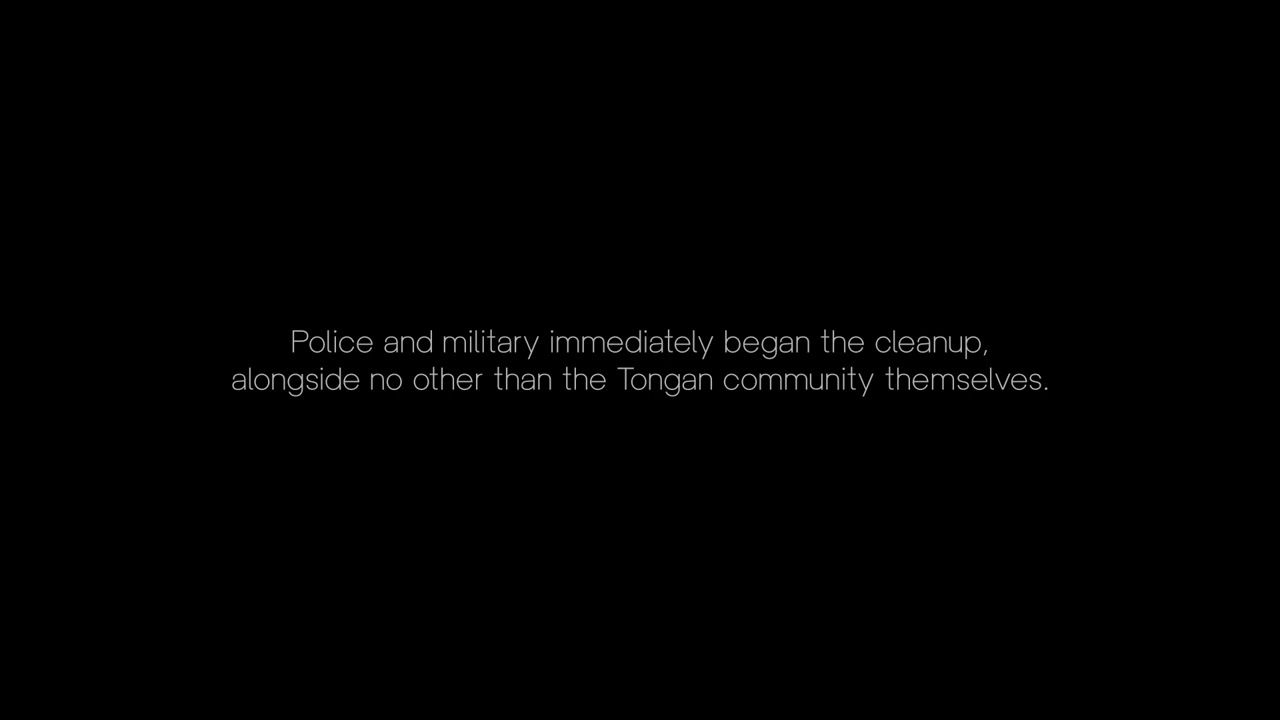 Police and military immediately began the cleanup,
alongside no other than the Tongan community themselves.